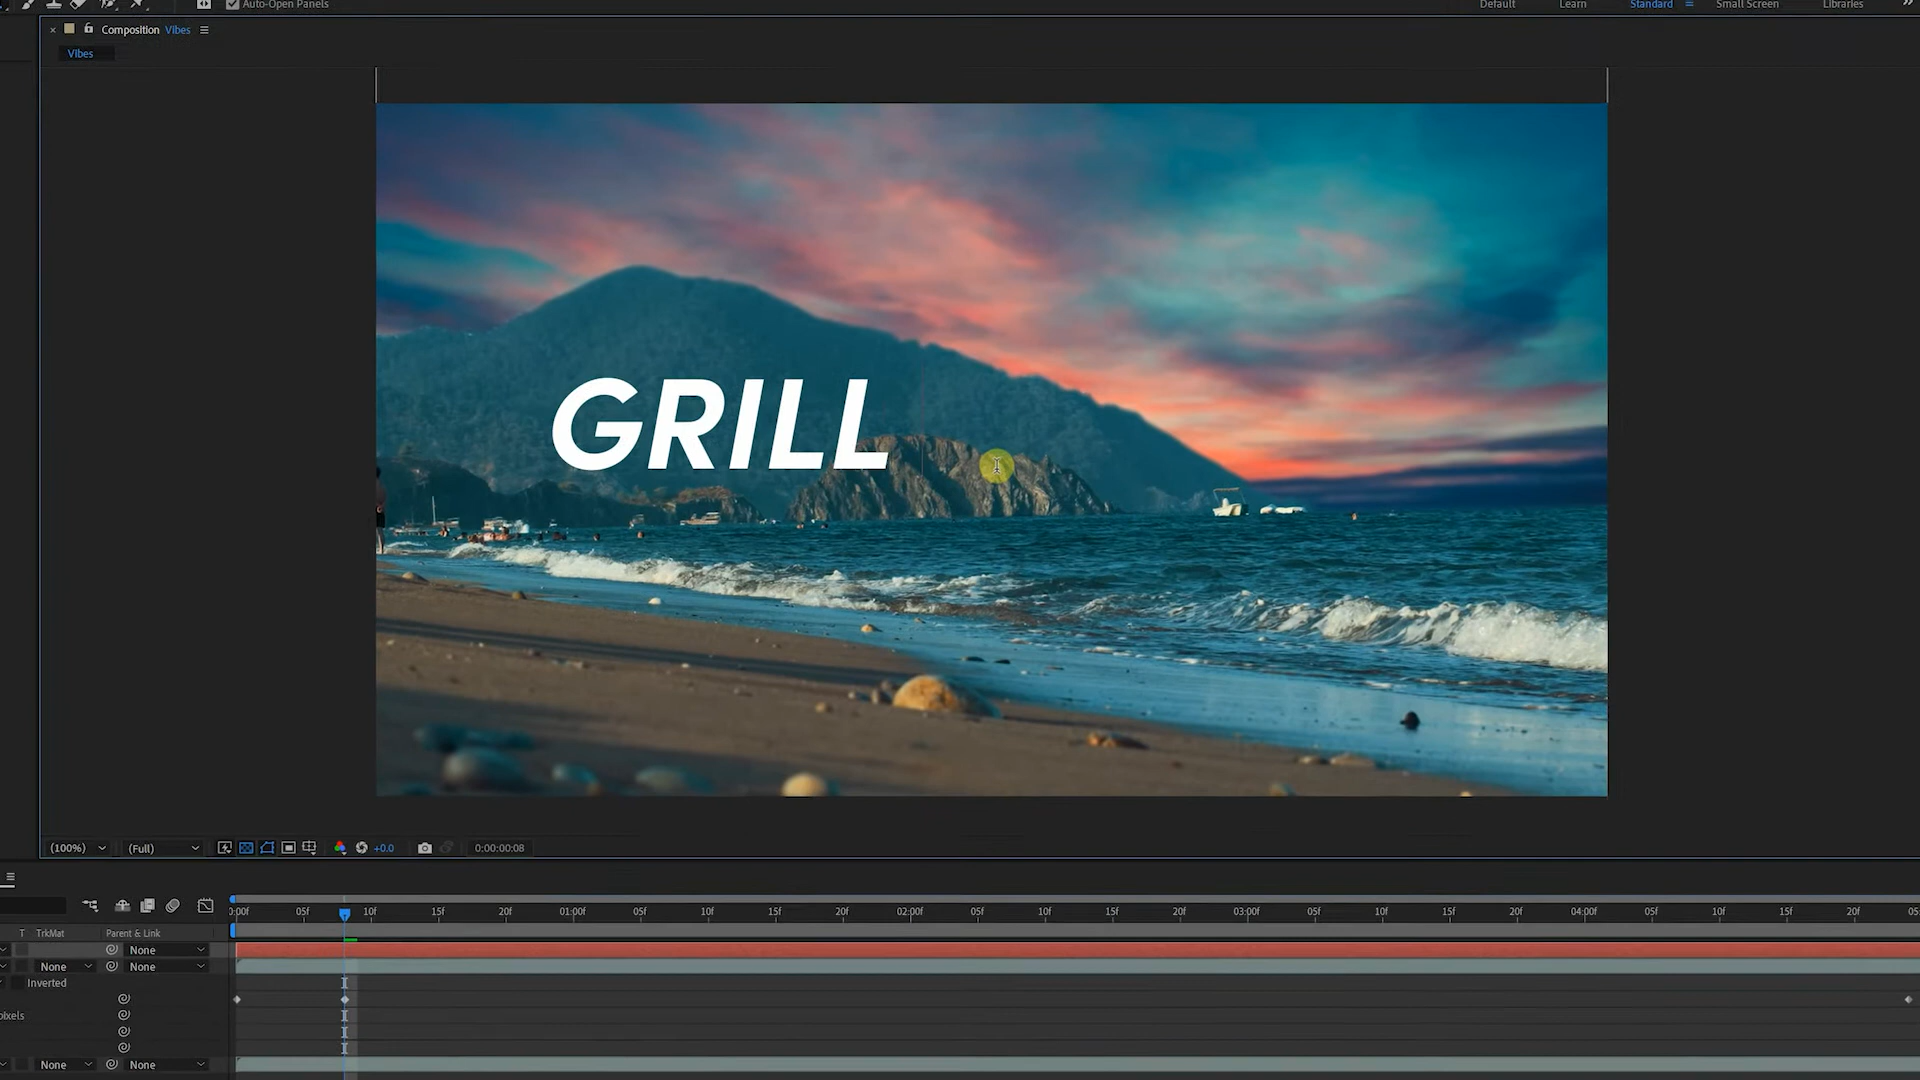 Auto-Open Panels
Default Learn Standard Small Screen Libraries
Composition Vibes
Vibes
GRILL
(100%) (Full) +0.0 0:00:00:08
0:00f 05f 10f 15f 20f 01:00f 05f 10f 15f 20f 02:00f 05f 10f 15f 20f 03:00f 05f 10f 15f 20f 04:00f 05f 10f 15f 20f 05:
T TrkMat Parent & Link
None
None None
Inverted
pixels
None None